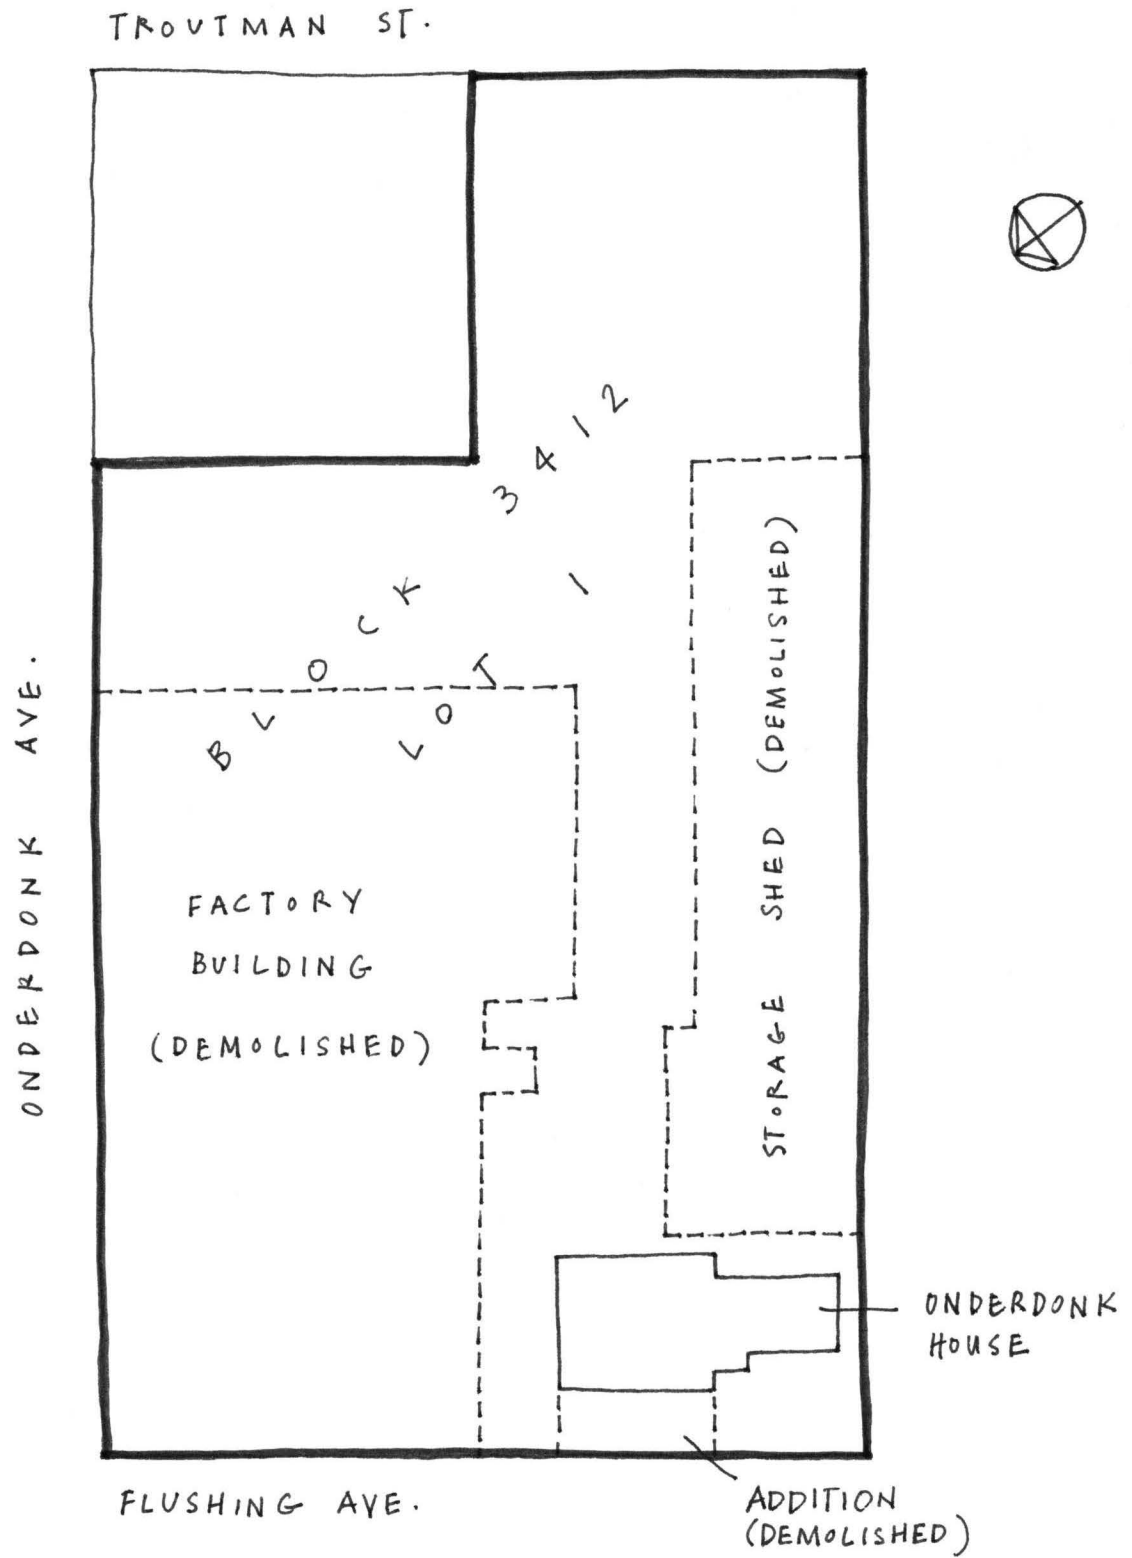 TROUTMAN ST.
BLOCK 3412
LOT 1
ONDERDONK AVE.
FACTORY
BUILDING
(DEMOLISHED)
STORAGE SHED (DEMOLISHED)
ONDERDONK
HOUSE
FLUSHING AVE.
ADDITION
(DEMOLISHED)